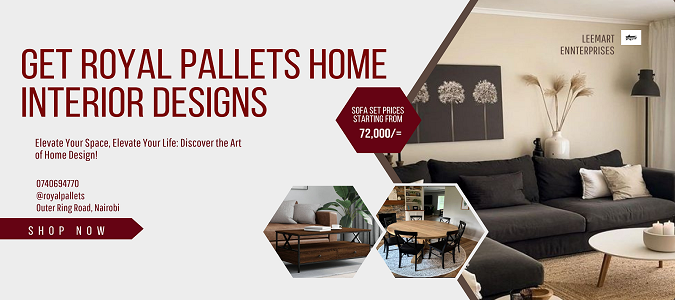 GET ROYAL PALLETS HOME
INTERIOR DESIGNS
Elevate Your Space, Elevate Your Life: Discover the Art
of Home Design!
0740694770
@royalpallets
Outer Ring Road, Nairobi
SHOP NOW
SOFA SET PRICES
STARTING FROM
72,000/=
LEEMART
ENNTERPRISES